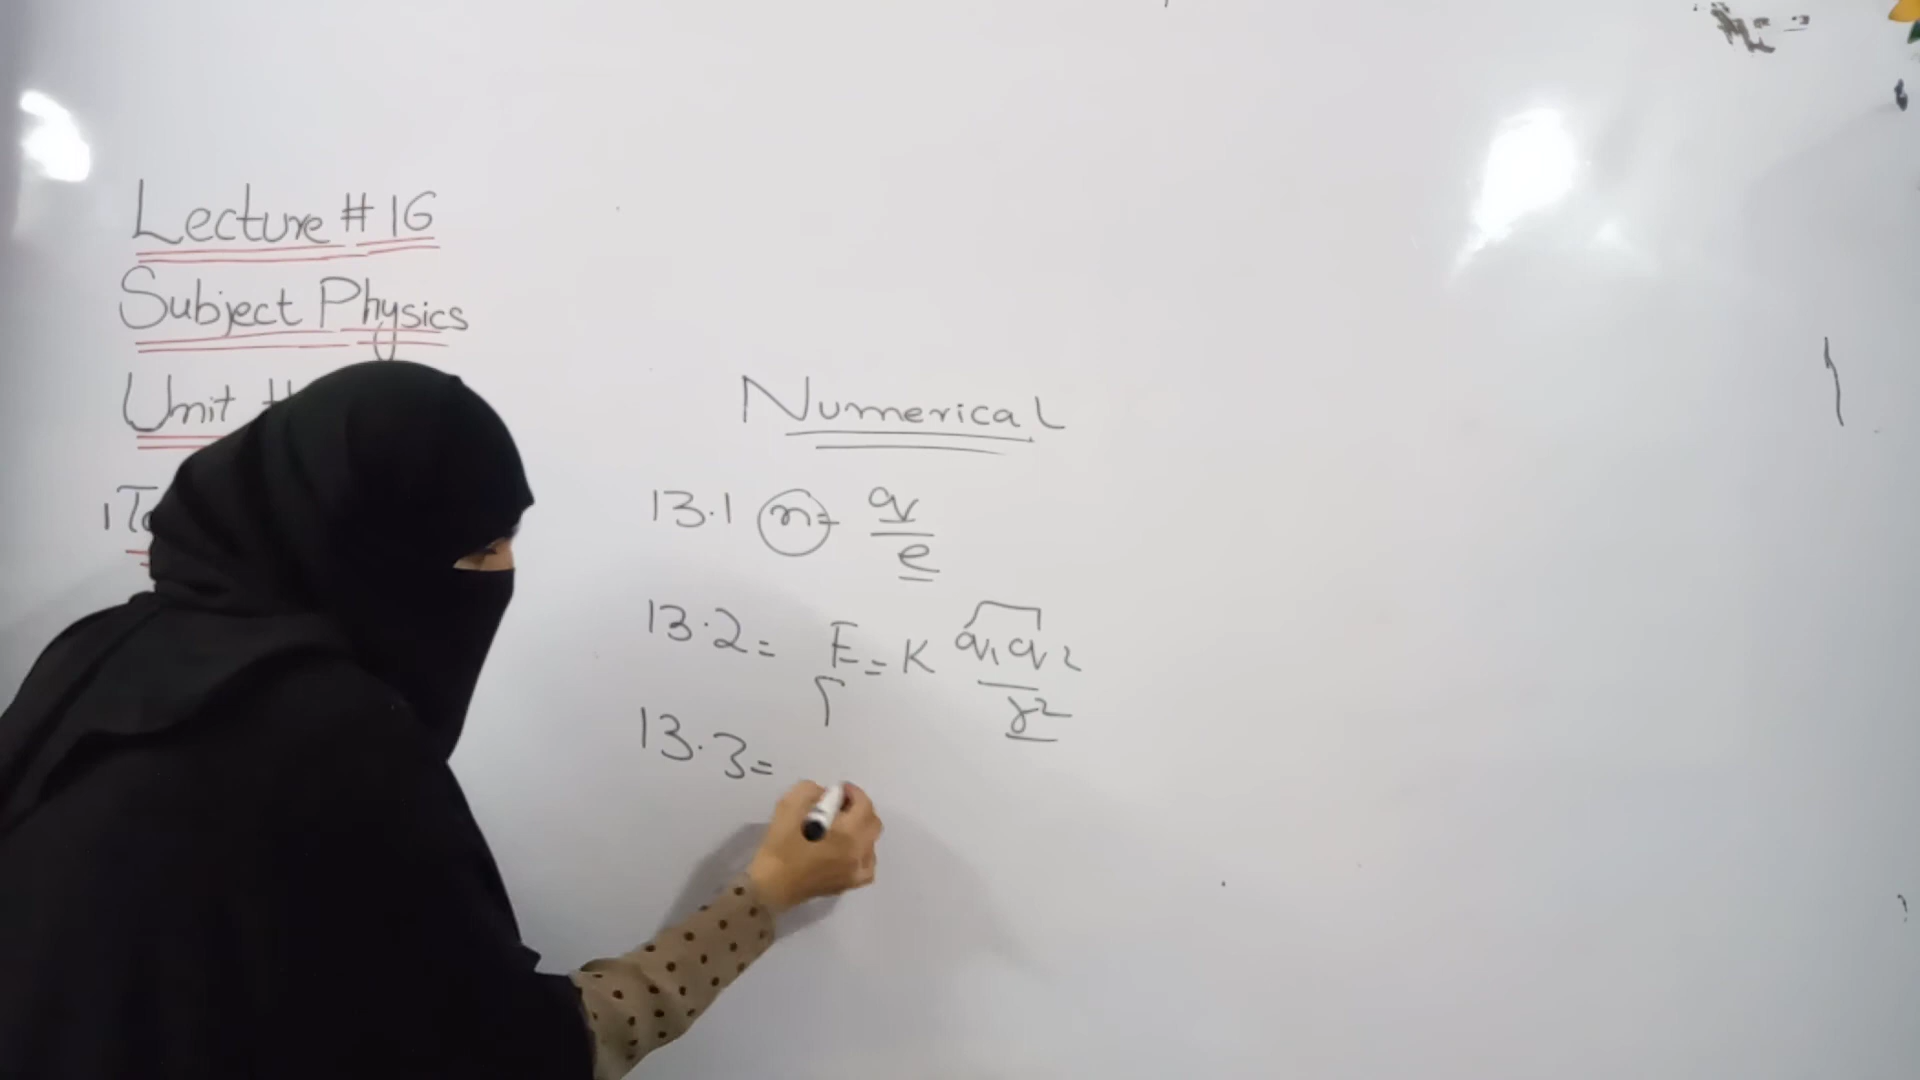 Lecture # 16
Subject Physics
Unit #
Numerical
13.1 n = q/e
13.2 = F = K q1q2/r2
13.3 =